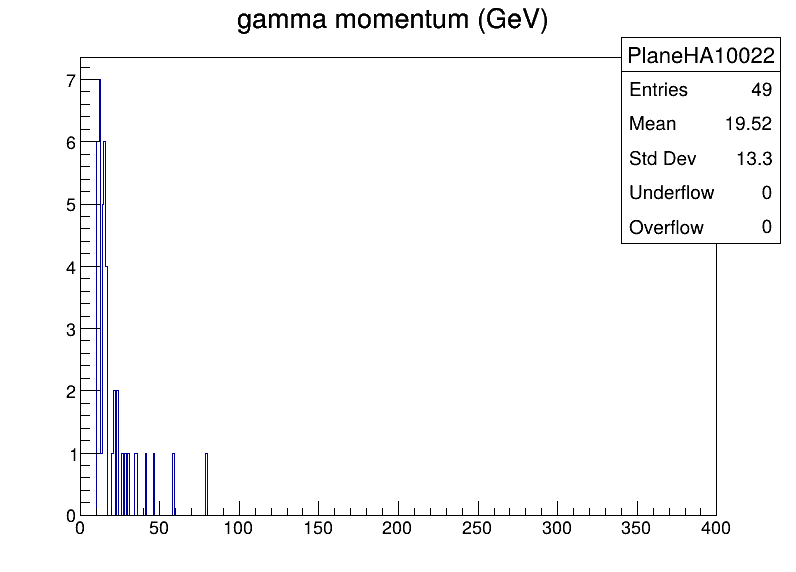 gamma momentum (GeV)
PlaneHA10022
Entries 49
Mean 19.52
Std Dev 13.3
Underflow 0
Overflow 0
7
6
5
4
3
2
1
0
0 50 100 150 200 250 300 350 400